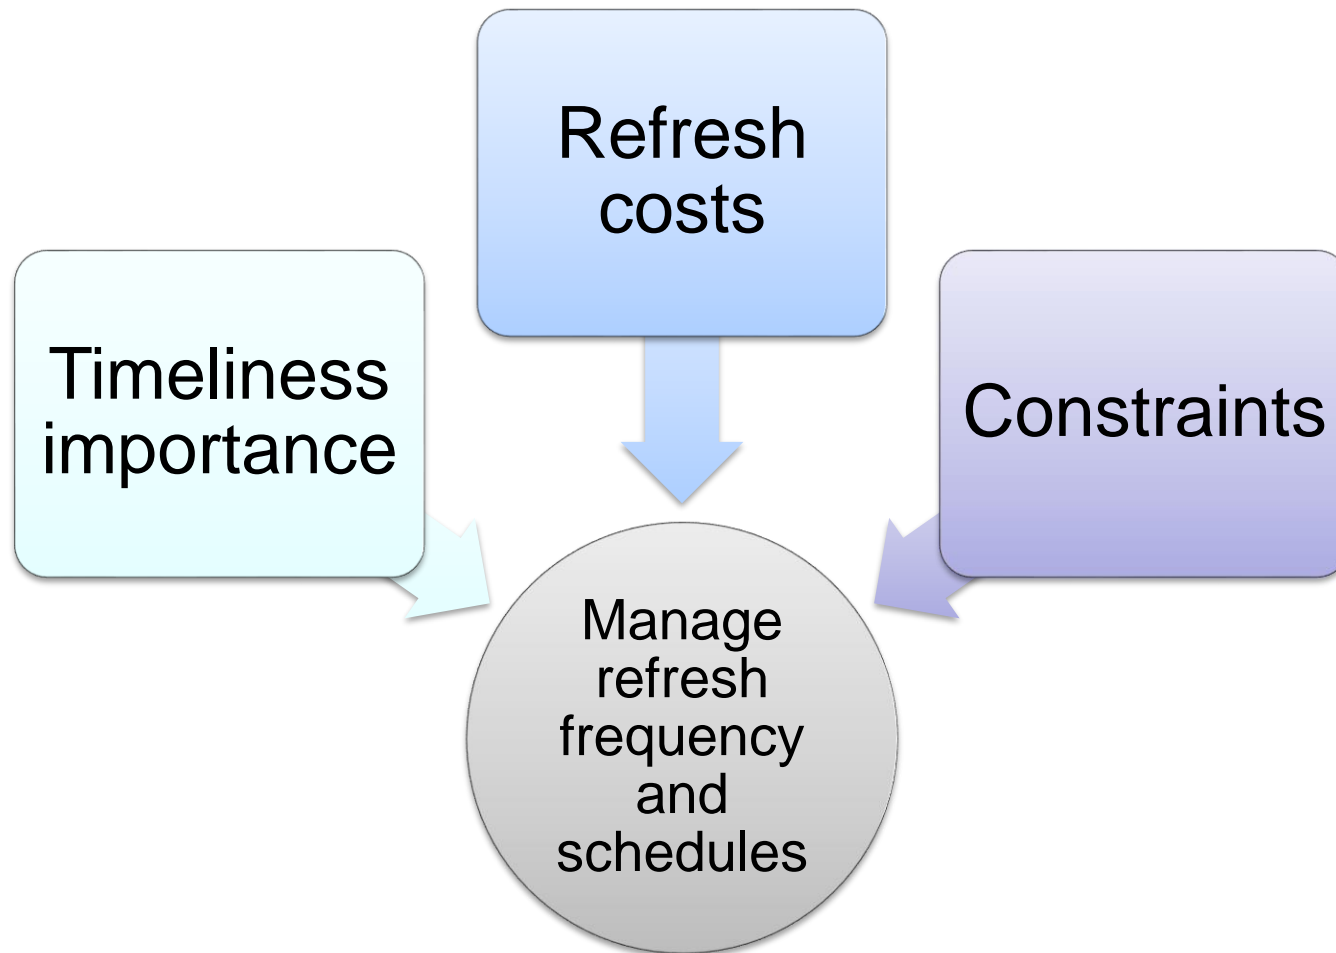 Refresh
costs
Timeliness
importance
Constraints
Manage
refresh
frequency
and
schedules